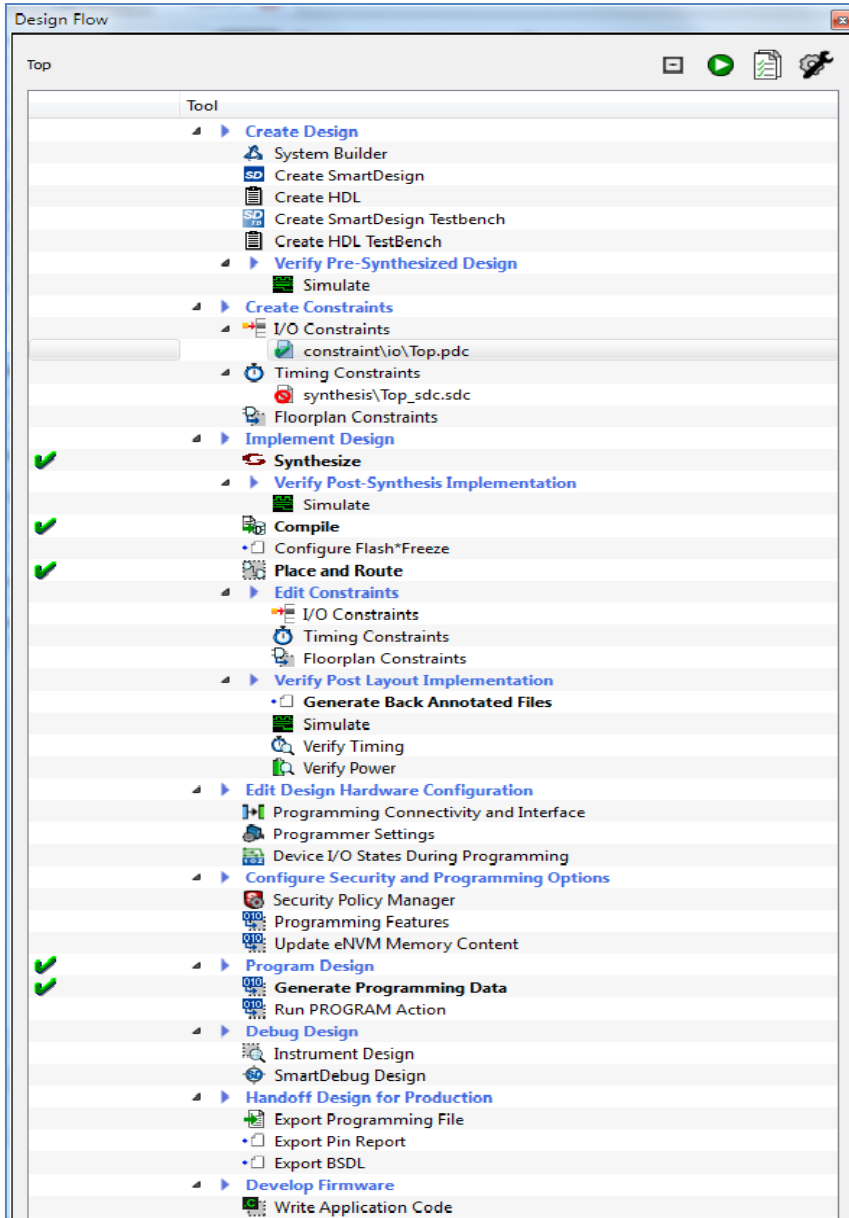 Design Flow
Top
Tool
Create Design
System Builder
Create SmartDesign
Create HDL
Create SmartDesign Testbench
Create HDL TestBench
Verify Pre-Synthesized Design
Simulate
Create Constraints
I/O Constraints
constraint\io\Top.pdc
Timing Constraints
synthesis\Top_sdc.sdc
Floorplan Constraints
Implement Design
Synthesize
Verify Post-Synthesis Implementation
Simulate
Compile
Configure Flash*Freeze
Place and Route
Edit Constraints
I/O Constraints
Timing Constraints
Floorplan Constraints
Verify Post Layout Implementation
Generate Back Annotated Files
Simulate
Verify Timing
Verify Power
Edit Design Hardware Configuration
Programming Connectivity and Interface
Programmer Settings
Device I/O States During Programming
Configure Security and Programming Options
Security Policy Manager
Programming Features
Update eNVM Memory Content
Program Design
Generate Programming Data
Run PROGRAM Action
Debug Design
Instrument Design
SmartDebug Design
Handoff Design for Production
Export Programming File
Export Pin Report
Export BSDL
Develop Firmware
Write Application Code